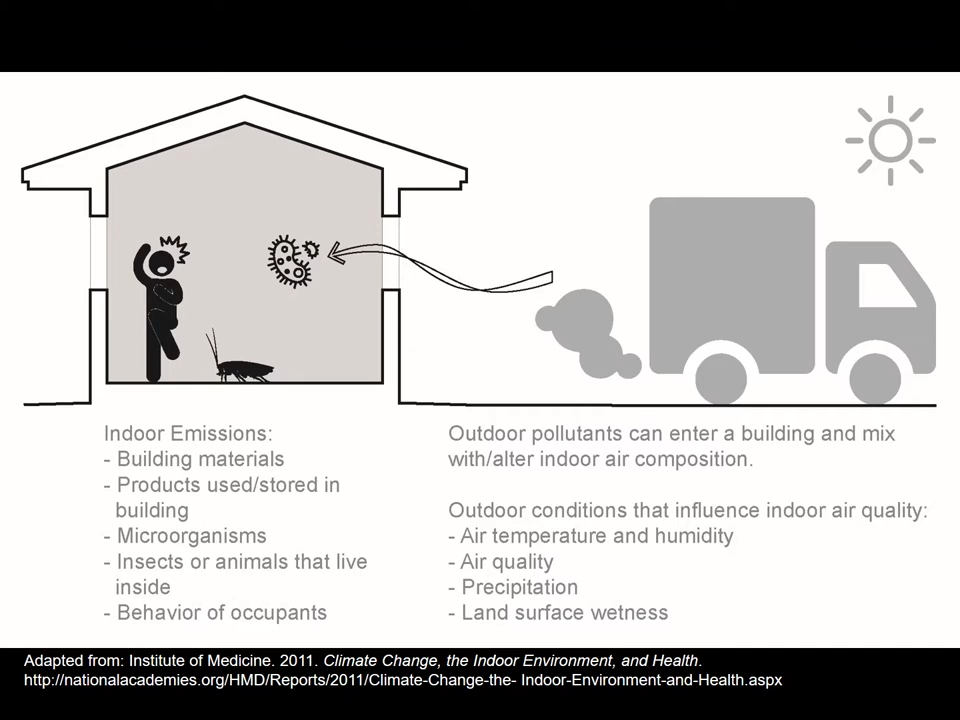 Indoor Emissions:
- Building materials
- Products used/stored in
building
- Microorganisms
- Insects or animals that live
inside
- Behavior of occupants
Outdoor pollutants can enter a building and mix
with/alter indoor air composition.
Outdoor conditions that influence indoor air quality:
- Air temperature and humidity
- Air quality
- Precipitation
- Land surface wetness
Adapted from: Institute of Medicine. 2011. Climate Change, the Indoor Environment, and Health.
http://nationalacademies.org/HMD/Reports/2011/Climate-Change-the- Indoor-Environment-and-Health.aspx